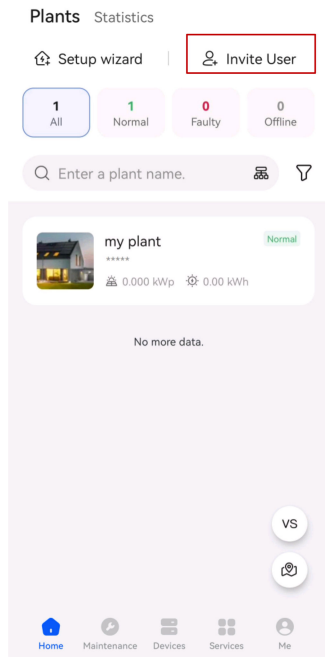 Plants Statistics
Setup wizard Invite User
1 1 0 0
All Normal Faulty Offline
Enter a plant name.
my plant Normal
*****
0.000 kWp 0.00 kWh
No more data.
VS
Home Maintenance Devices Services Me